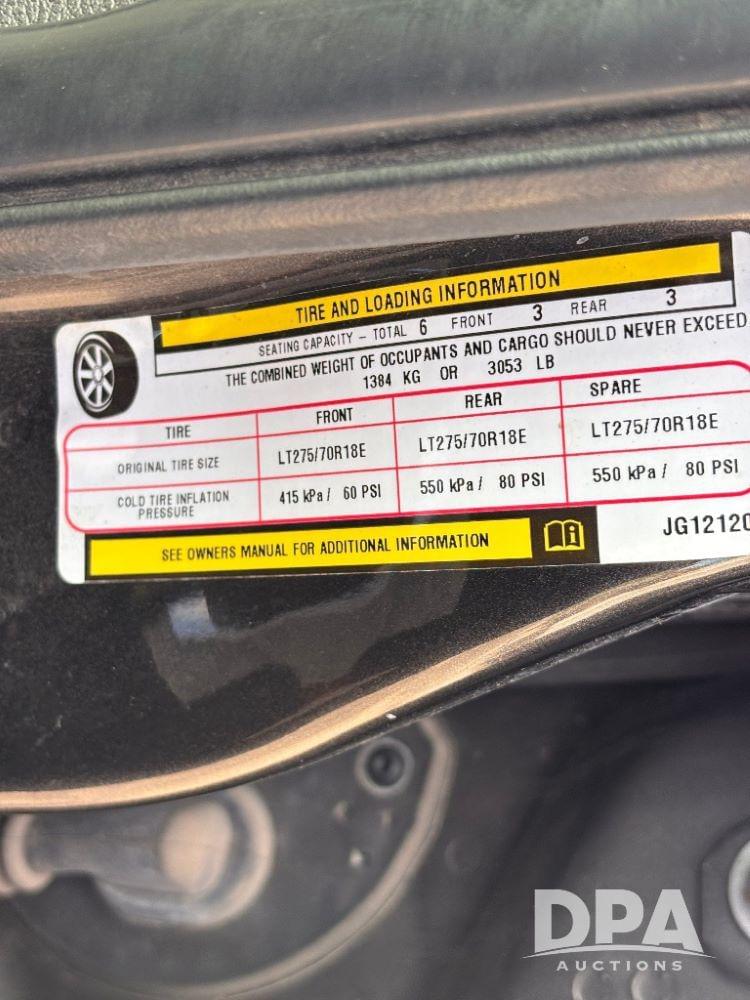 TIRE AND LOADING INFORMATION
SEATING CAPACITY – TOTAL 6 FRONT 3 REAR 3
THE COMBINED WEIGHT OF OCCUPANTS AND CARGO SHOULD NEVER EXCEED
1384 KG OR 3053 LB
TIRE FRONT REAR SPARE
ORIGINAL TIRE SIZE LT275/70R18E LT275/70R18E LT275/70R18E
COLD TIRE INFLATION PRESSURE 415 kPa / 60 PSI 550 kPa / 80 PSI 550 kPa / 80 PSI
SEE OWNERS MANUAL FOR ADDITIONAL INFORMATION
JG12120
DPA
AUCTIONS